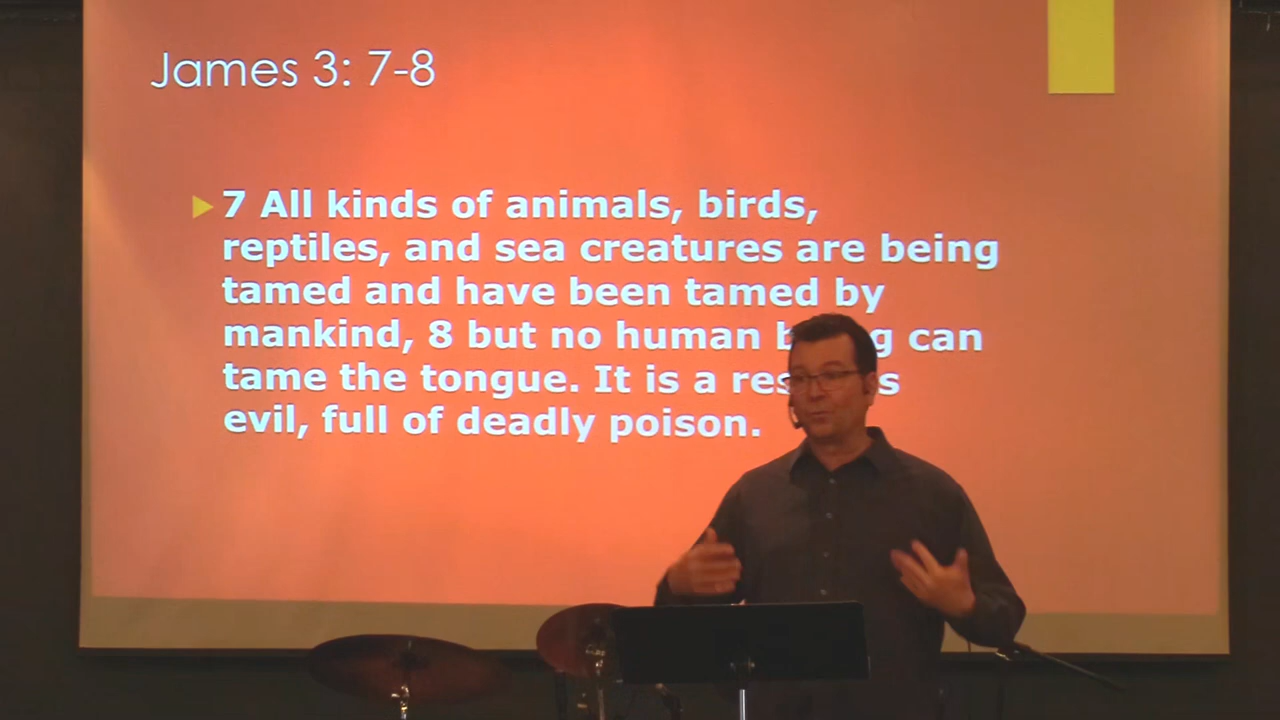 James 3: 7-8
7 All kinds of animals, birds,
reptiles, and sea creatures are being
tamed and have been tamed by
mankind, 8 but no human can
tame the tongue. It is a
evil, full of deadly poison.